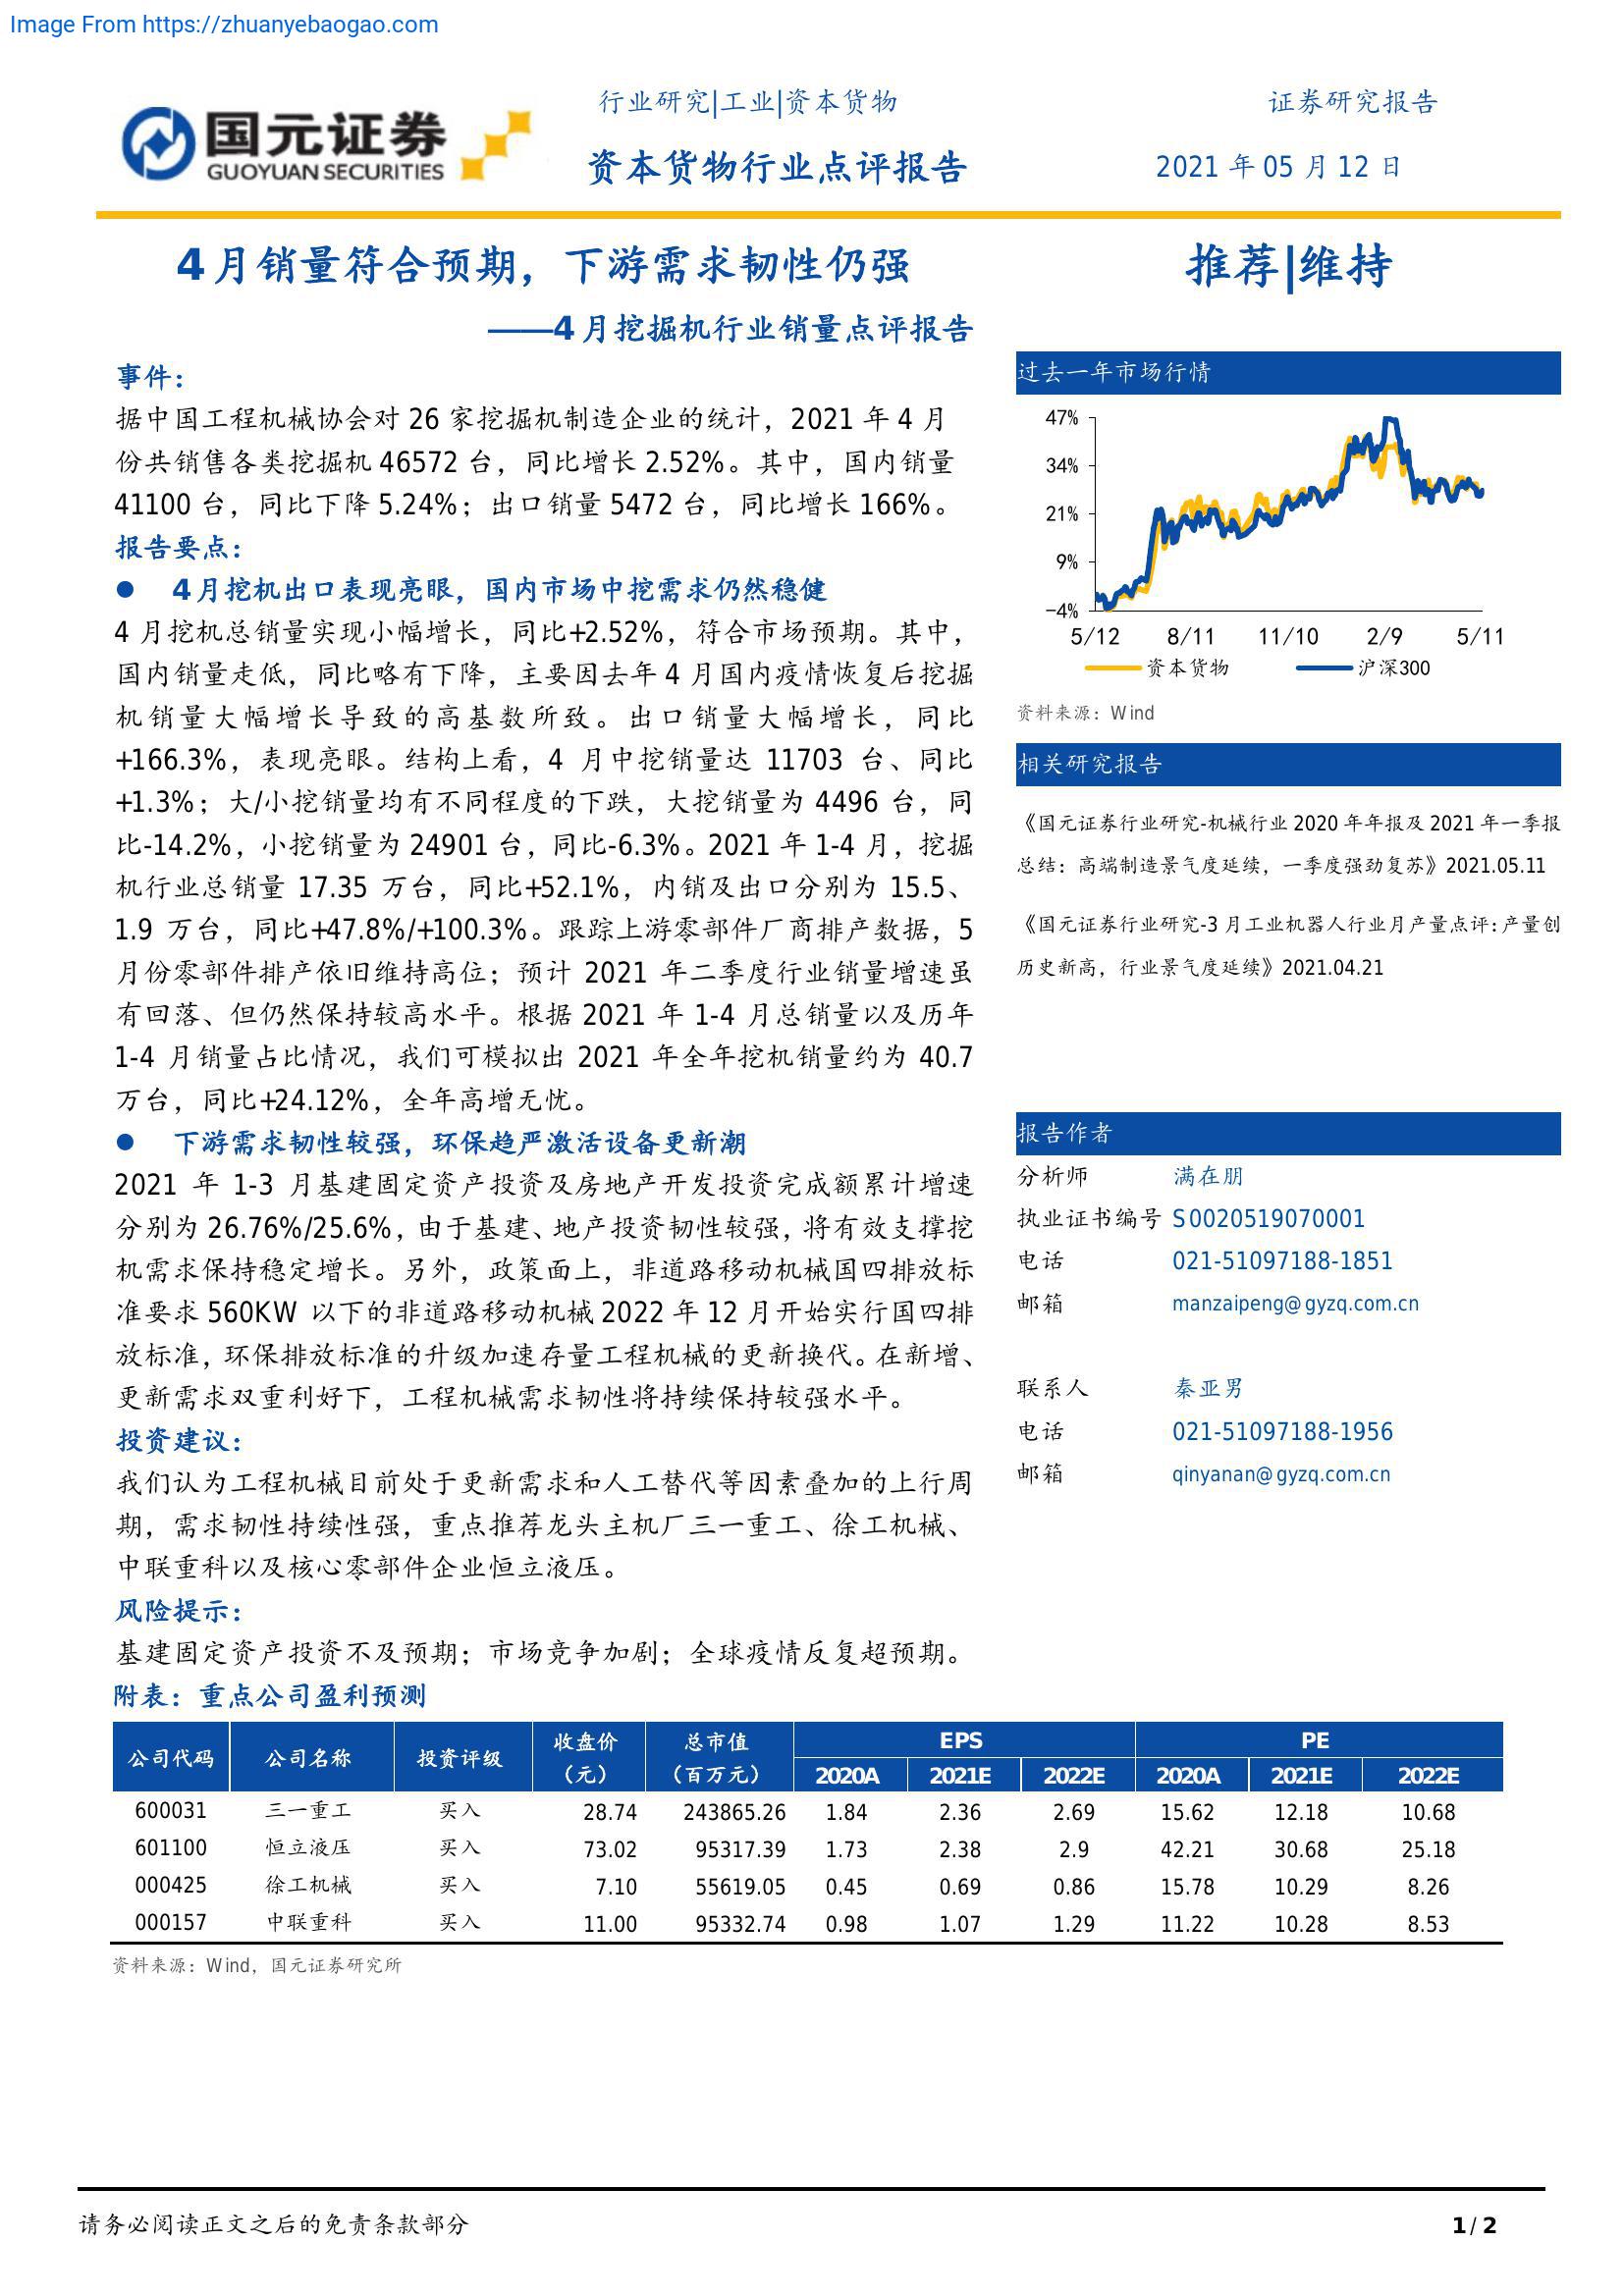 Image From https://zhuanyebaogao.com
国元证券
GUOYUAN SECURITIES
行业研究|工业|资本货物
证券研究报告
资本货物行业点评报告
2021 年 05 月 12 日
4月销量符合预期，下游需求韧性仍强
——4月挖掘机行业销量点评报告
事件：
据中国工程机械协会对 26 家挖掘机制造企业的统计，2021 年 4 月
份共销售各类挖掘机 46572 台，同比增长 2.52%。其中，国内销量
41100 台，同比下降 5.24%；出口销量 5472 台，同比增长 166%。
报告要点：
● 4月挖机出口表现亮眼，国内市场中挖需求仍然稳健
4 月挖机总销量实现小幅增长，同比+2.52%，符合市场预期。其中，
国内销量走低，同比略有下降，主要因去年 4 月国内疫情恢复后挖掘
机销量大幅增长导致的高基数所致。出口销量大幅增长，同比
+166.3%，表现亮眼。结构上看，4 月中挖销量达 11703 台、同比
+1.3%；大/小挖销量均有不同程度的下跌，大挖销量为 4496 台，同
比-14.2%，小挖销量为 24901 台，同比-6.3%。2021 年 1-4 月，挖掘
机行业总销量 17.35 万台，同比+52.1%，内销及出口分别为 15.5、
1.9 万台，同比+47.8%/+100.3%。跟踪上游零部件厂商排产数据，5
月份零部件排产依旧维持高位；预计 2021 年二季度行业销量增速虽
有回落、但仍然保持较高水平。根据 2021 年 1-4 月总销量以及历年
1-4 月销量占比情况，我们可模拟出 2021 年全年挖机销量约为 40.7
万台，同比+24.12%，全年高增无忧。
● 下游需求韧性较强，环保趋严激活设备更新潮
2021 年 1-3 月基建固定资产投资及房地产开发投资完成额累计增速
分别为 26.76%/25.6%，由于基建、地产投资韧性较强，将有效支撑挖
机需求保持稳定增长。另外，政策面上，非道路移动机械国四排放标
准要求 560KW 以下的非道路移动机械 2022 年 12 月开始实行国四排
放标准，环保排放标准的升级加速存量工程机械的更新换代。在新增、
更新需求双重利好下，工程机械需求韧性将持续保持较强水平。
投资建议：
我们认为工程机械目前处于更新需求和人工替代等因素叠加的上行周
期，需求韧性持续性强，重点推荐龙头主机厂三一重工、徐工机械、
中联重科以及核心零部件企业恒立液压。
风险提示：
基建固定资产投资不及预期；市场竞争加剧；全球疫情反复超预期。
推荐|维持
过去一年市场行情
47%
34%
21%
9%
-4%
5/12 8/11 11/10 2/9 5/11
资本货物 沪深300
资料来源：Wind
相关研究报告
《国元证券行业研究-机械行业 2020 年年报及 2021 年一季报
总结：高端制造景气度延续，一季度强劲复苏》2021.05.11
《国元证券行业研究-3 月工业机器人行业月产量点评：产量创
历史新高，行业景气度延续》2021.04.21
报告作者
分析师 满在朋
执业证书编号 S0020519070001
电话 021-51097188-1851
邮箱 manzaipeng@gyzq.com.cn
联系人 秦亚男
电话 021-51097188-1956
邮箱 qinyanan@gyzq.com.cn
附表：重点公司盈利预测
公司代码 公司名称 投资评级 收盘价（元） 总市值（百万元） EPS PE
2020A 2021E 2022E 2020A 2021E 2022E
600031 三一重工 买入 28.74 243865.26 1.84 2.36 2.69 15.62 12.18 10.68
601100 恒立液压 买入 73.02 95317.39 1.73 2.38 2.9 42.21 30.68 25.18
000425 徐工机械 买入 7.10 55619.05 0.45 0.69 0.86 15.78 10.29 8.26
000157 中联重科 买入 11.00 95332.74 0.98 1.07 1.29 11.22 10.28 8.53
资料来源：Wind，国元证券研究所
请务必阅读正文之后的免责条款部分
1 / 2